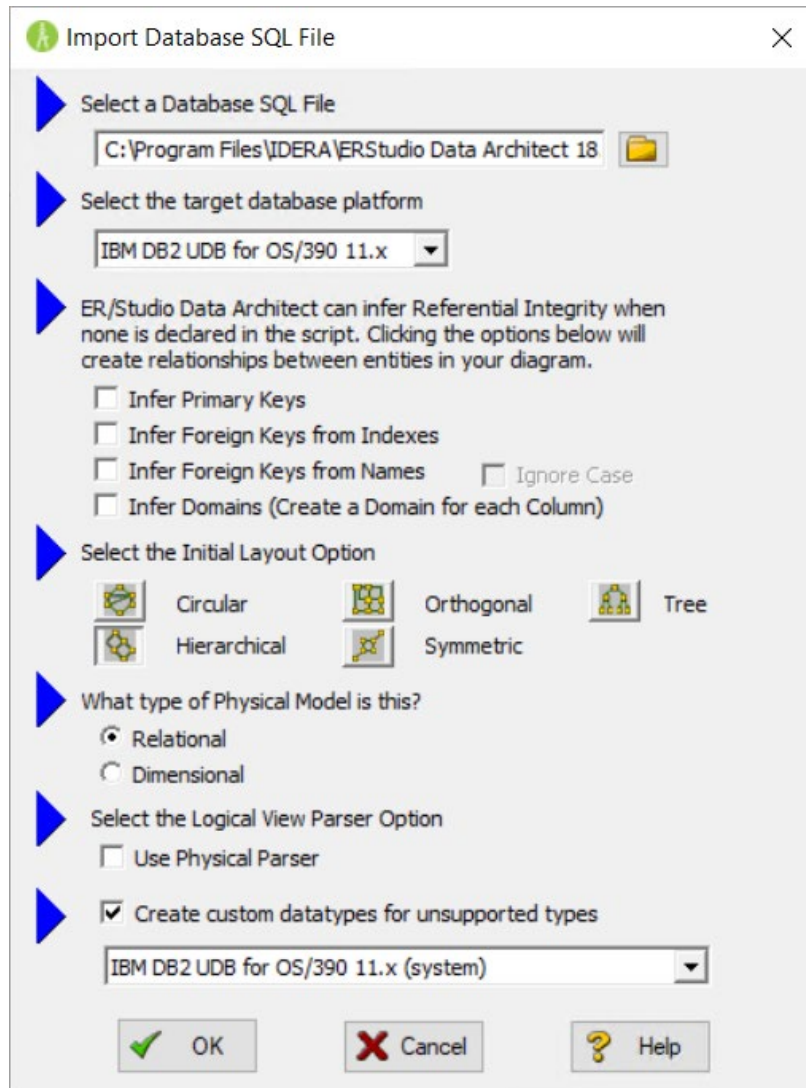 Import Database SQL File
Select a Database SQL File
C:\Program Files\IDERA\ERStudio Data Architect 18
Select the target database platform
IBM DB2 UDB for OS/390 11.x
ER/Studio Data Architect can infer Referential Integrity when
none is declared in the script. Clicking the options below will
create relationships between entities in your diagram.
Infer Primary Keys
Infer Foreign Keys from Indexes
Infer Foreign Keys from Names Ignore Case
Infer Domains (Create a Domain for each Column)
Select the Initial Layout Option
Circular Orthogonal Tree
Hierarchical Symmetric
What type of Physical Model is this?
Relational
Dimensional
Select the Logical View Parser Option
Use Physical Parser
Create custom datatypes for unsupported types
IBM DB2 UDB for OS/390 11.x (system)
OK Cancel Help